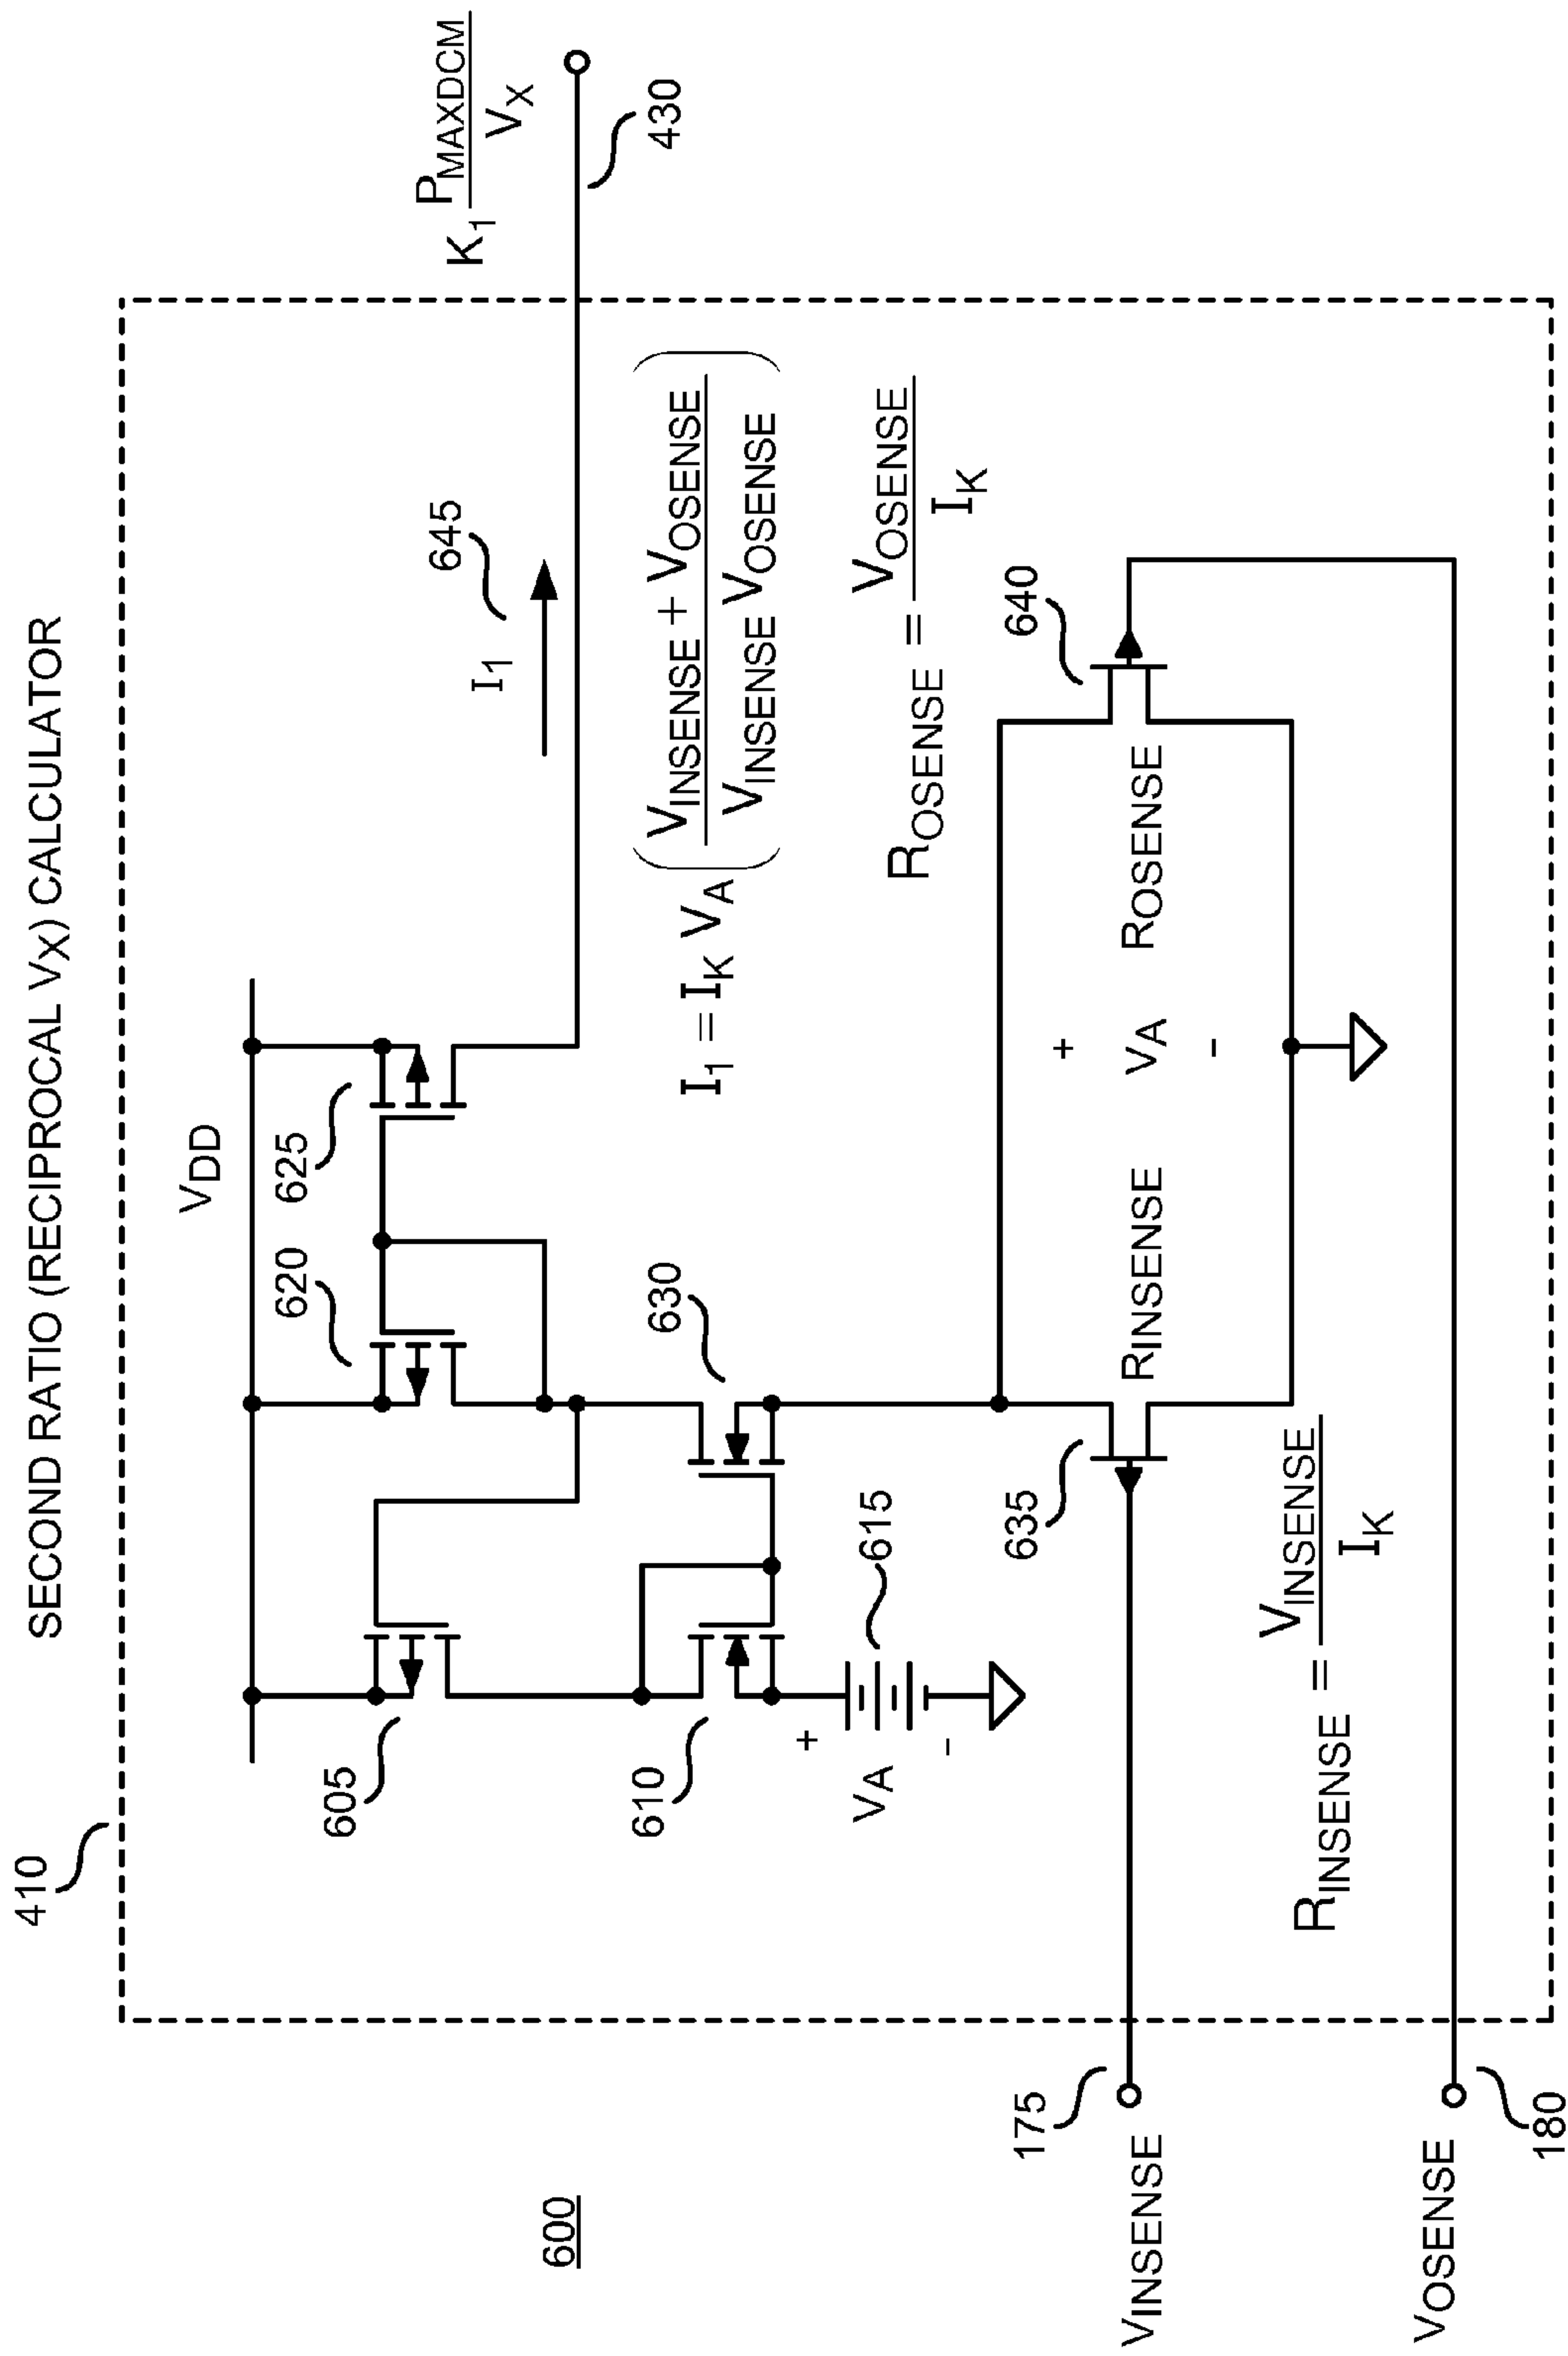 SECOND RATIO (RECIPROCAL VX) CALCULATOR
410
600
VDD
605
620
625
610
630
VA
+
-
615
I1
645
K1 PMAXDCM
VX
430
I1 = IK VA ( VINSENSE + VOSENSE
VINSENSE VOSENSE )
ROSENSE = VOSENSE
IK
635
640
RINSENSE
+
VA
-
ROSENSE
RINSENSE = VINSENSE
IK
175
VINSENSE
180
VOSENSE